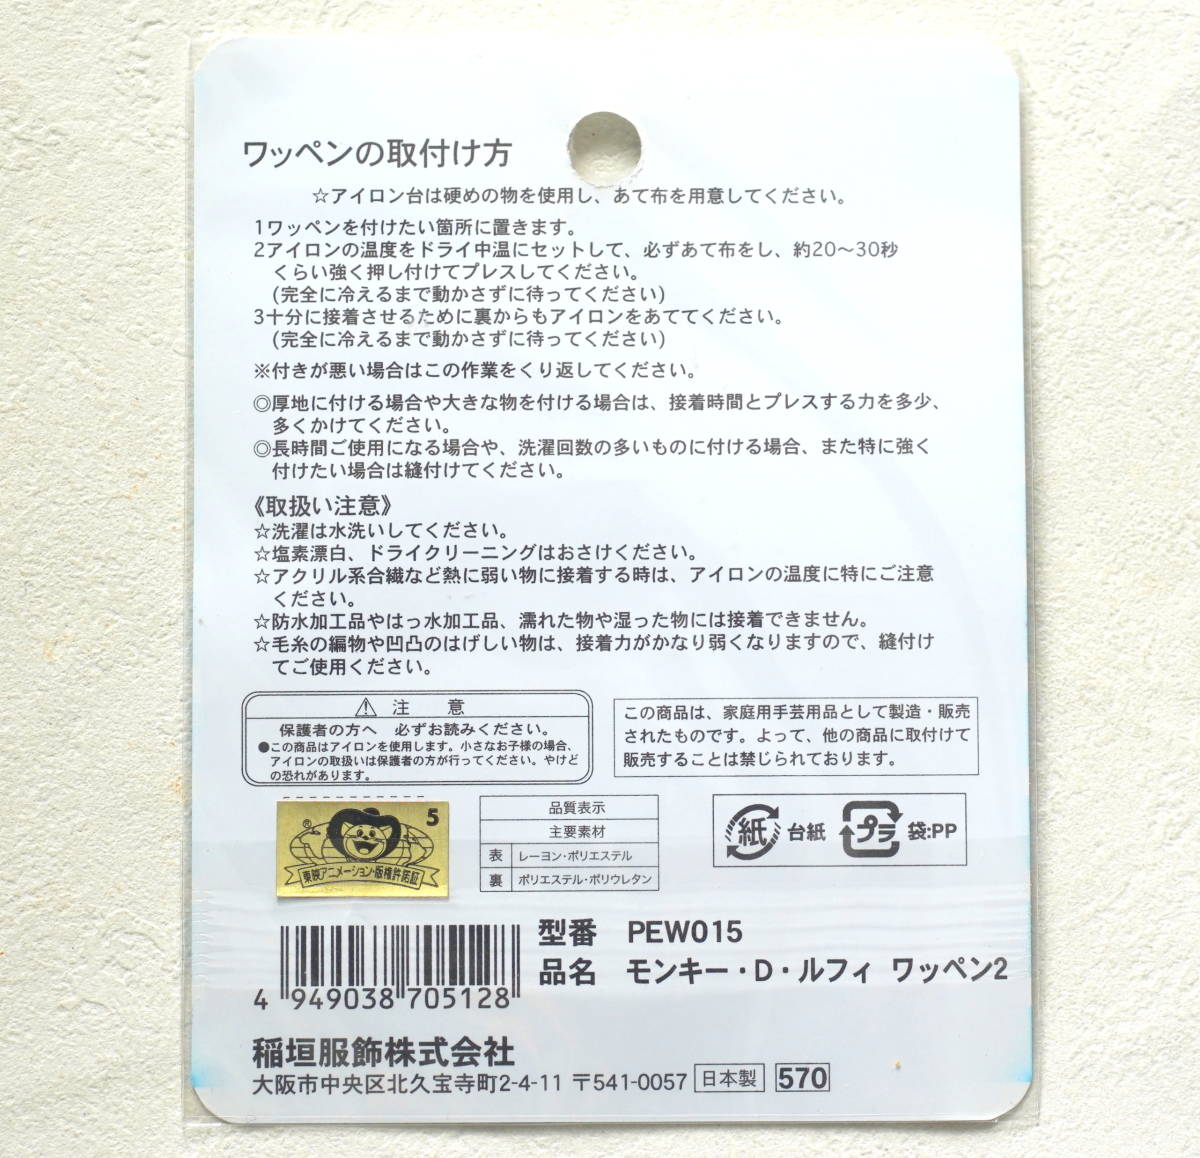 ワッペンの取付け方
☆アイロン台は硬めの物を使用し、あて布を用意してください。
1ワッペンを付けたい箇所に置きます。
2アイロンの温度をドライ中温にセットして、必ずあて布をし、約20〜30秒
くらい強く押し付けてプレスしてください。
(完全に冷えるまで動かさずに待ってください)
3十分に接着させるために裏からもアイロンをあててください。
(完全に冷えるまで動かさずに待ってください)
※付きが悪い場合はこの作業をくり返してください。
◎厚地に付ける場合や大きな物を付ける場合は、接着時間とプレスする力を多少、
多くかけてください。
◎長時間ご使用になる場合や、洗濯回数の多いものに付ける場合、また特に強く
付けたい場合は縫付けてください。
《取扱い注意》
☆洗濯は水洗いしてください。
☆塩素漂白、ドライクリーニングはおさけください。
☆アクリル系合繊など熱に弱い物に接着する時は、アイロンの温度に特にご注意
ください。
☆防水加工品やはっ水加工品、濡れた物や湿った物には接着できません。
☆毛糸の編物や凹凸のはげしい物は、接着力がかなり弱くなりますので、縫付け
てご使用ください。
⚠ 注 意
保護者の方へ 必ずお読みください。
●この商品はアイロンを使用します。小さなお子様の場合、
アイロンの取扱いは保護者の方が行ってください。やけど
の恐れがあります。
この商品は、家庭用手芸用品として製造・販売
されたものです。よって、他の商品に取付けて
販売することは禁じられております。
® 5
東映アニメーション・版権許諾証
品質表示
主要素材
表 レーヨン・ポリエステル
裏 ポリエステル・ポリウレタン
紙 台紙 プラ 袋:PP
型番 PEW015
品名 モンキー・D・ルフィ ワッペン2
4 949038 705128
稲垣服飾株式会社
大阪市中央区北久宝寺町2-4-11 〒541-0057 日本製 570